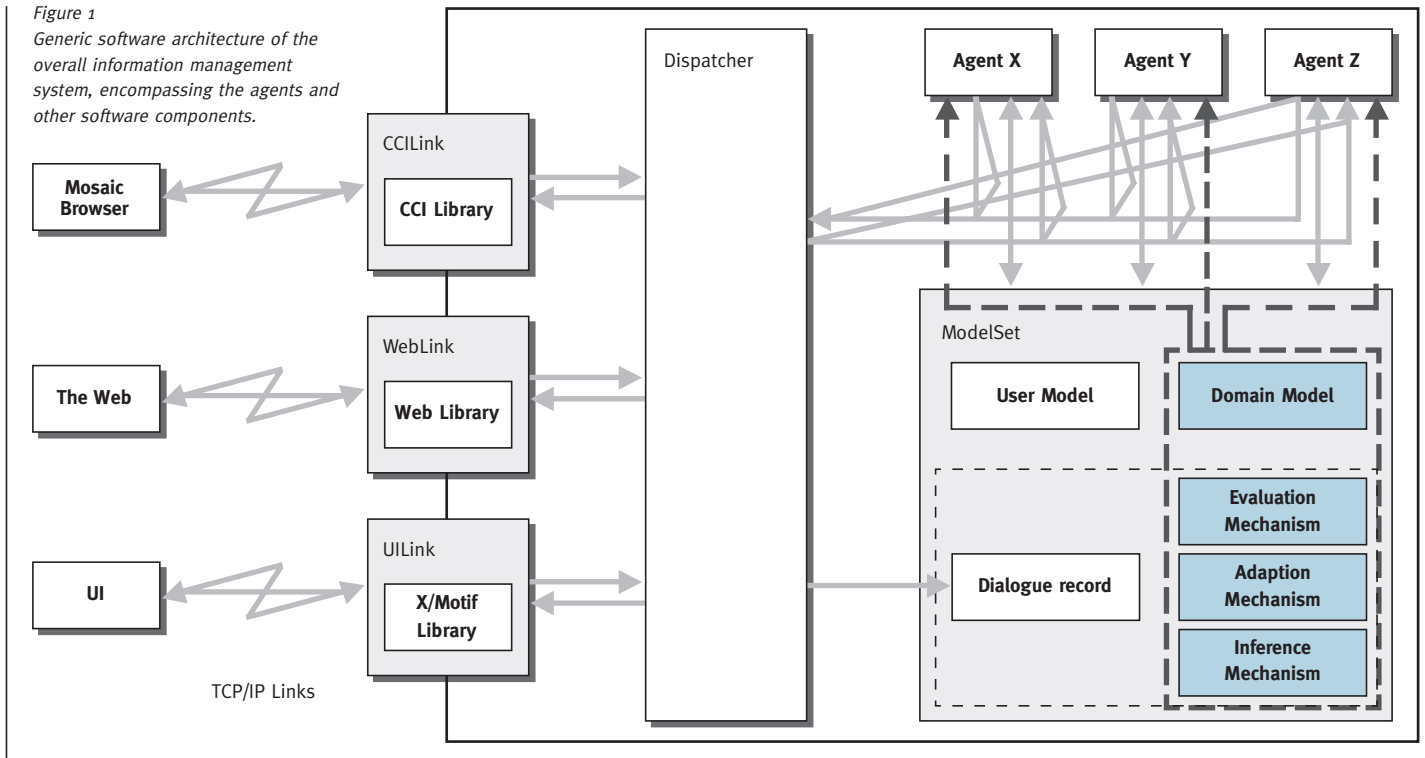 Figure 1
Generic software architecture of the
overall information management
system, encompassing the agents and
other software components.
Dispatcher
Agent X
Agent Y
Agent Z
CCILink
CCI Library
Mosaic
Browser
WebLink
Web Library
The Web
UILink
X/Motif
Library
UI
TCP/IP Links
ModelSet
User Model
Domain Model
Evaluation
Mechanism
Dialogue record
Adaption
Mechanism
Inference
Mechanism